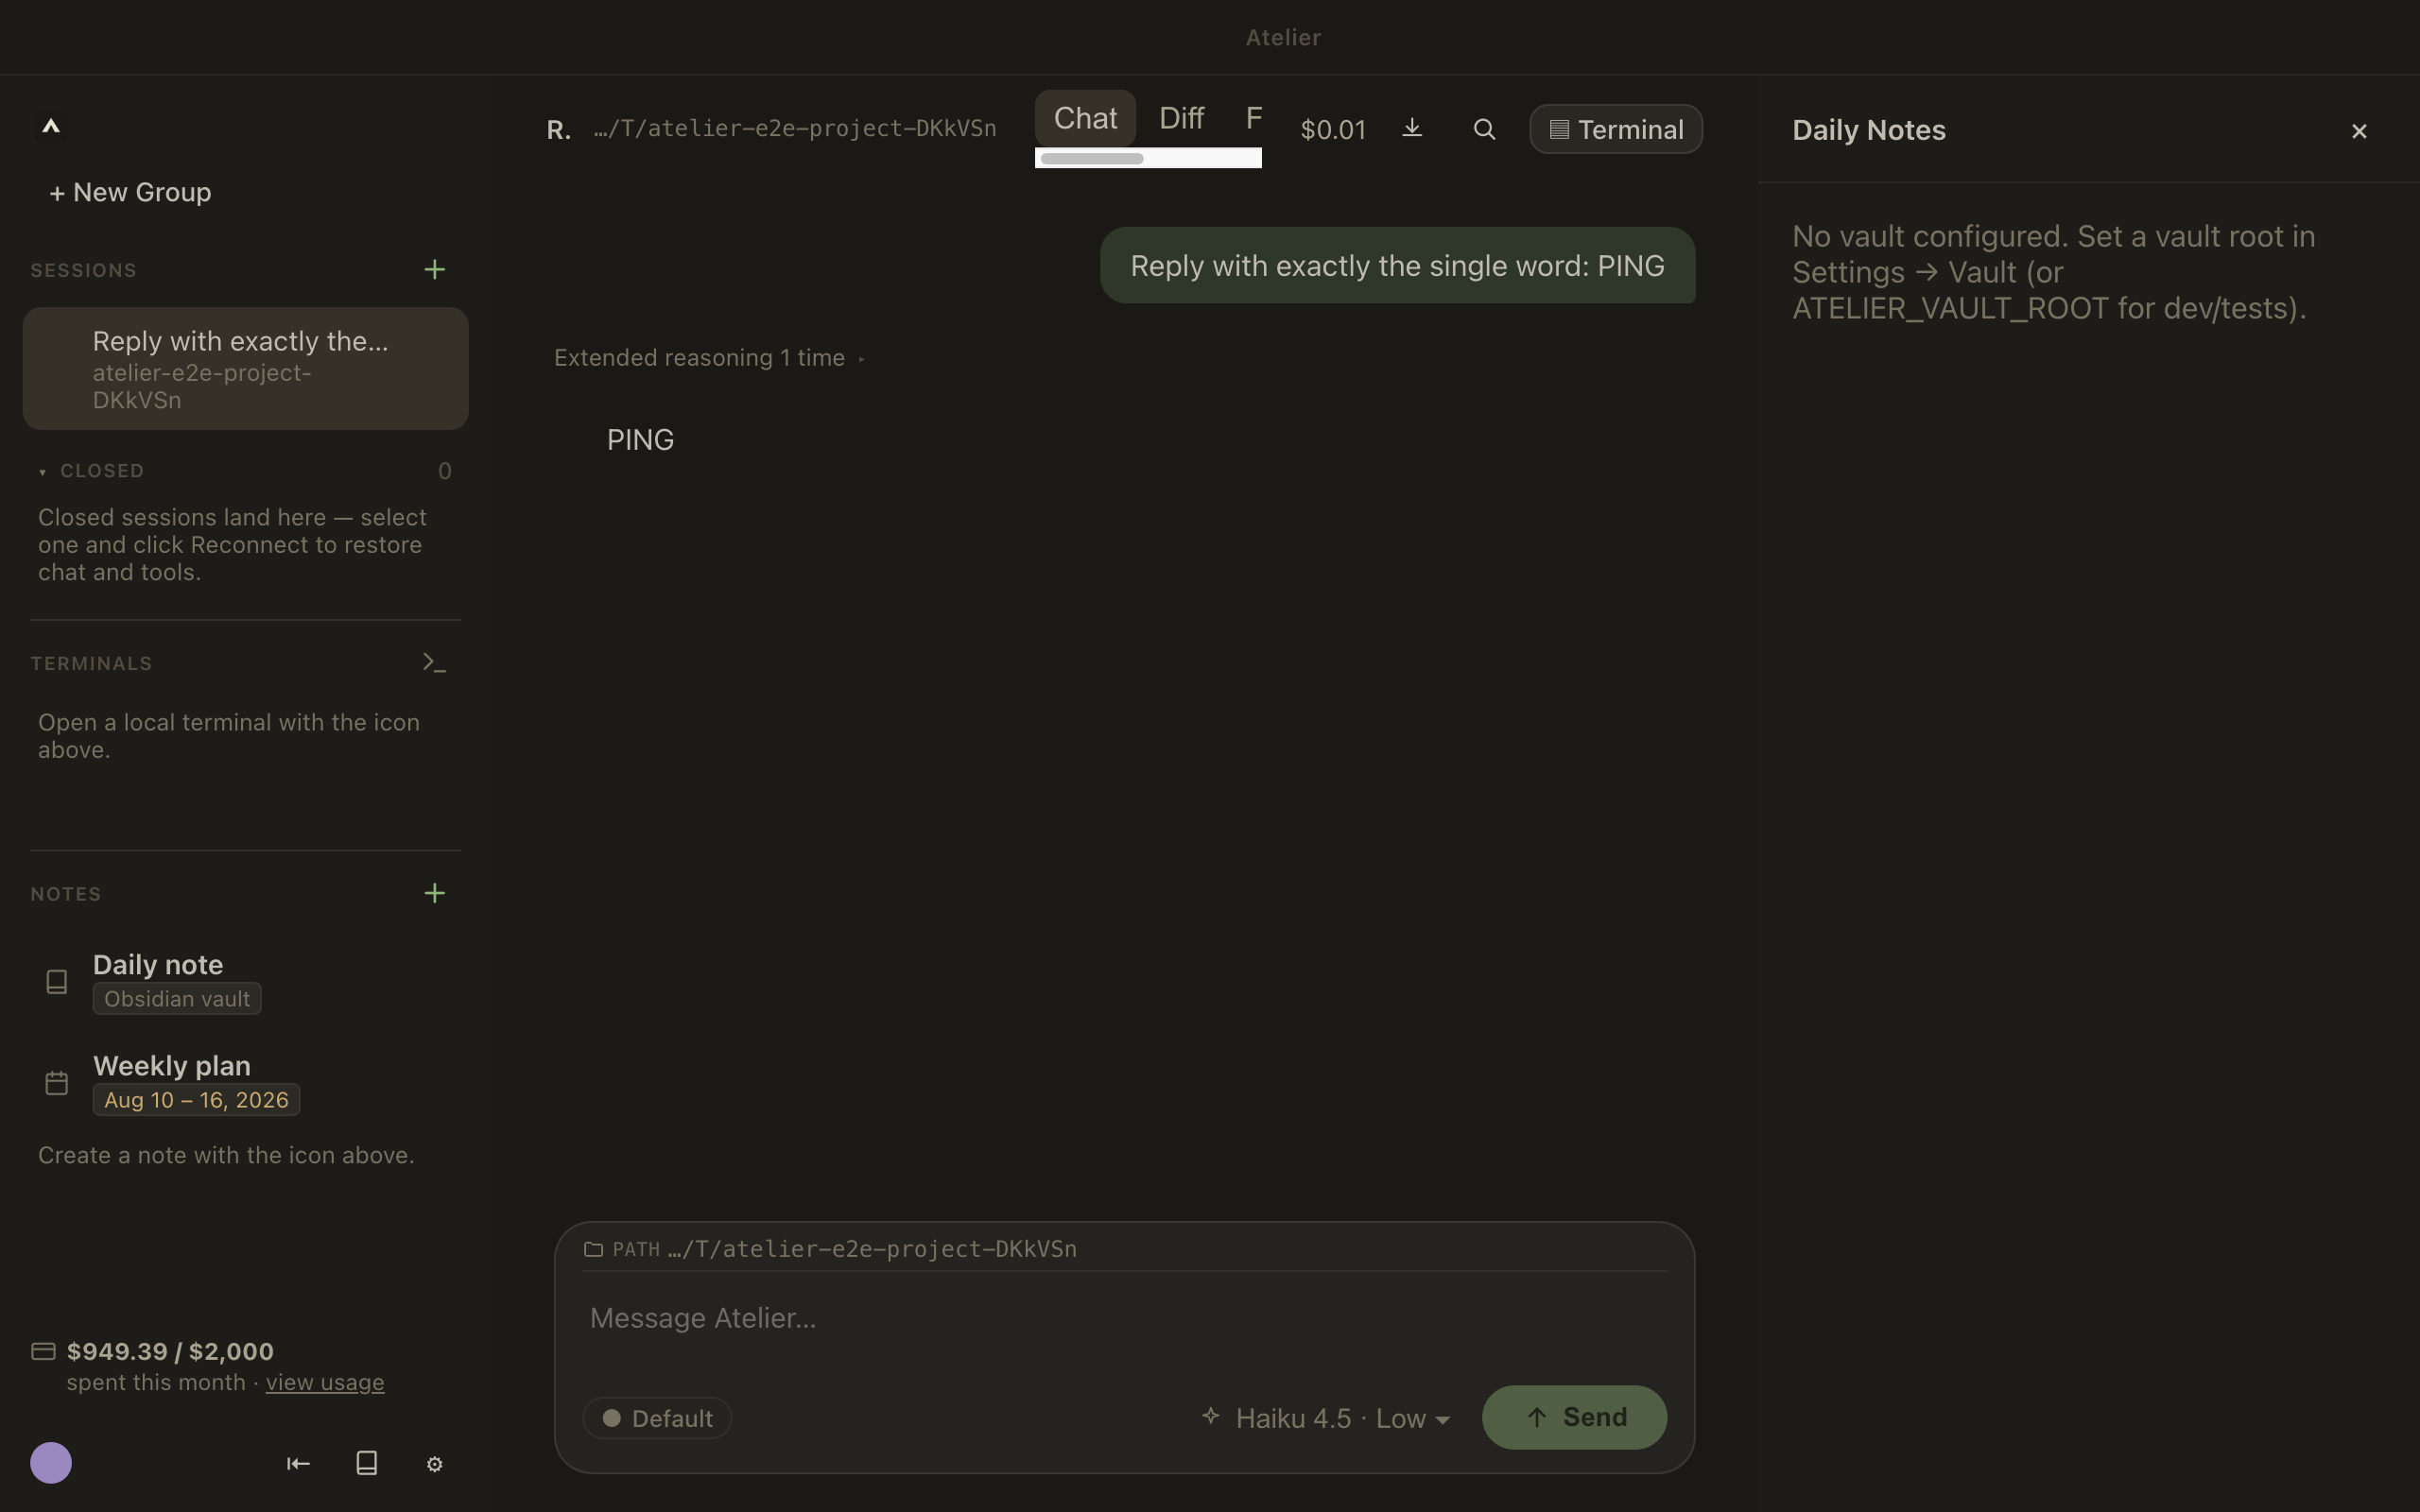 Atelier
+ New Group
SESSIONS
Reply with exactly the...
atelier-e2e-project-
DKkVSn
CLOSED 0
Closed sessions land here — select
one and click Reconnect to restore
chat and tools.
TERMINALS
Open a local terminal with the icon
above.
NOTES
Daily note
Obsidian vault
Weekly plan
Aug 10 – 16, 2026
Create a note with the icon above.
$949.39 / $2,000
spent this month · view usage
R. …/T/atelier-e2e-project-DKkVSn Chat Diff F $0.01 Terminal
Reply with exactly the single word: PING
Extended reasoning 1 time
PING
PATH …/T/atelier-e2e-project-DKkVSn
Message Atelier...
Default Haiku 4.5 · Low Send
Daily Notes
No vault configured. Set a vault root in
Settings → Vault (or
ATELIER_VAULT_ROOT for dev/tests).